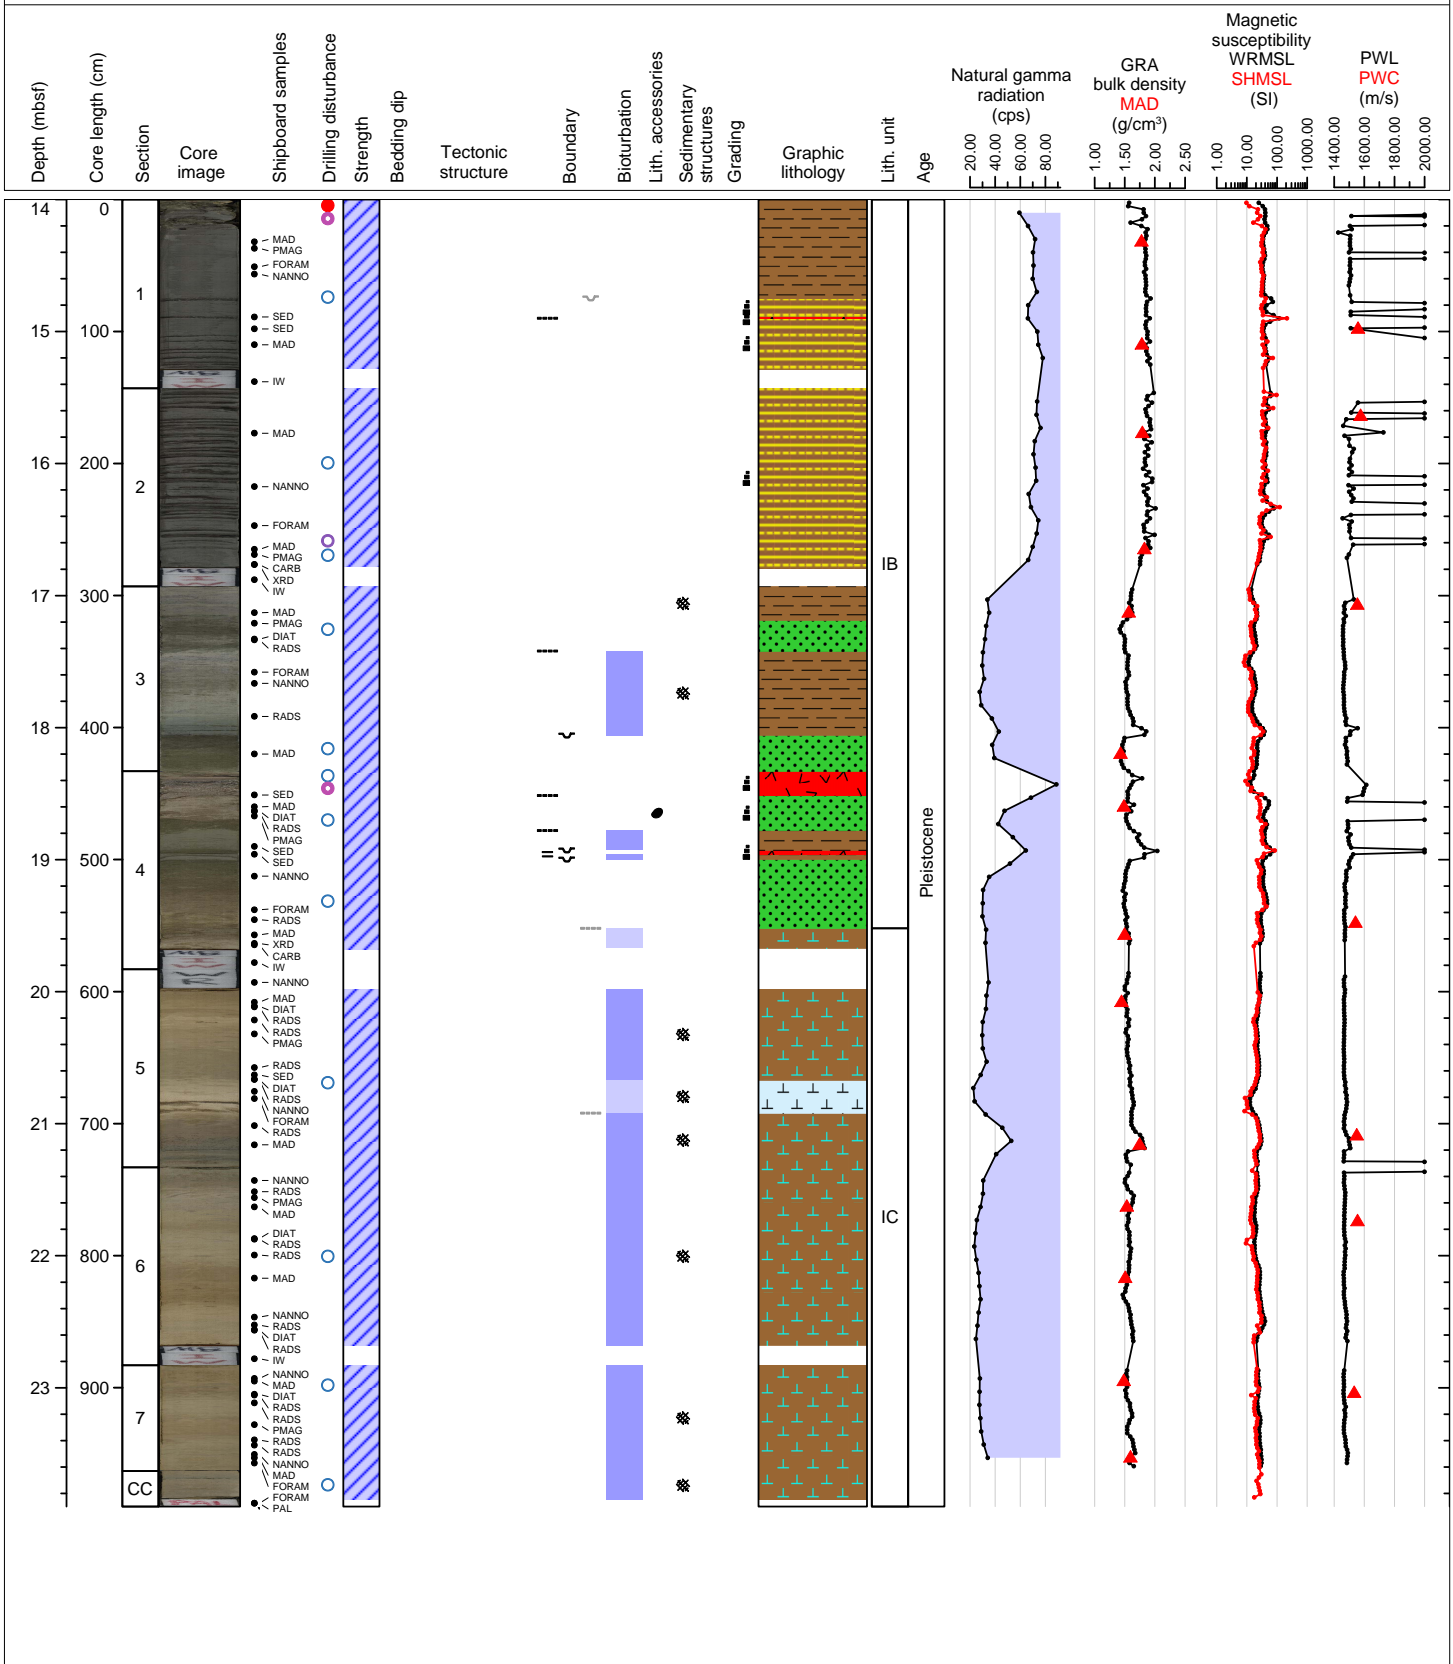 Depth (mbsf)
Core length (cm)
Section
Core
image
Shipboard samples
Drilling disturbance
Strength
Bedding dip
Tectonic
structure
Boundary
Bioturbation
Lith. accessories
Sedimentary
structures
Grading
Graphic
lithology
Lith. unit
Age
Natural gamma
radiation
(cps)
20.00 40.00 60.00 80.00
GRA
bulk density
MAD
(g/cm³)
1.00 1.50 2.00 2.50
Magnetic
susceptibility
WRMSL
SHMSL
(SI)
1.00 10.00 100.00 1000.00
PWL
PWC
(m/s)
1400.00 1600.00 1800.00 2000.00
14
15
16
17
18
19
20
21
22
23
0
100
200
300
400
500
600
700
800
900
1
2
3
4
5
6
7
CC
MAD
PMAG
FORAM
NANNO
SED
SED
MAD
IW
MAD
NANNO
FORAM
MAD
PMAG
CARB
XRD
IW
MAD
PMAG
DIAT
RADS
FORAM
NANNO
RADS
MAD
SED
MAD
DIAT
RADS
PMAG
SED
SED
NANNO
FORAM
RADS
MAD
XRD
CARB
IW
NANNO
MAD
DIAT
RADS
RADS
PMAG
RADS
SED
DIAT
RADS
NANNO
FORAM
RADS
MAD
NANNO
RADS
PMAG
MAD
DIAT
RADS
RADS
MAD
NANNO
RADS
DIAT
RADS
IW
NANNO
MAD
DIAT
RADS
RADS
PMAG
RADS
RADS
NANNO
MAD
FORAM
FORAM
PAL
IB
IC
Pleistocene